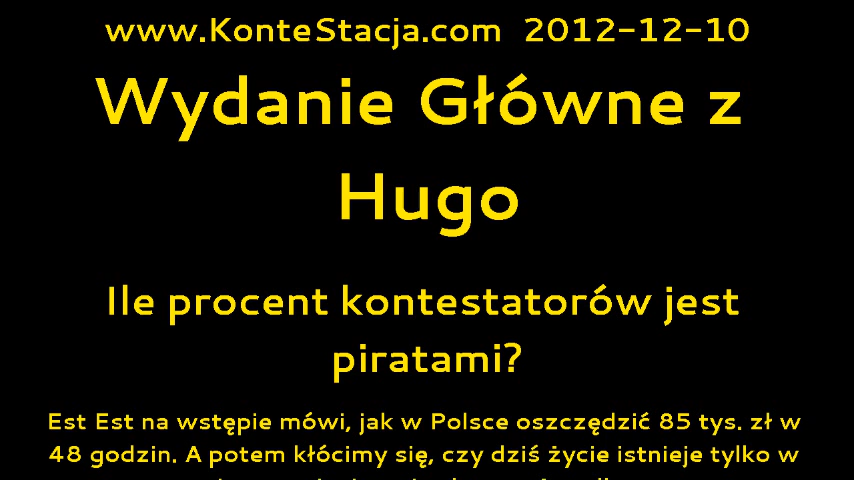 www.KonteStacja.com 2012-12-10
Wydanie Główne z
Hugo
Ile procent kontestatorów jest
piratami?
Est Est na wstępie mówi, jak w Polsce oszczędzić 85 tys. zł w
48 godzin. A potem kłócimy się, czy dziś życie istnieje tylko w